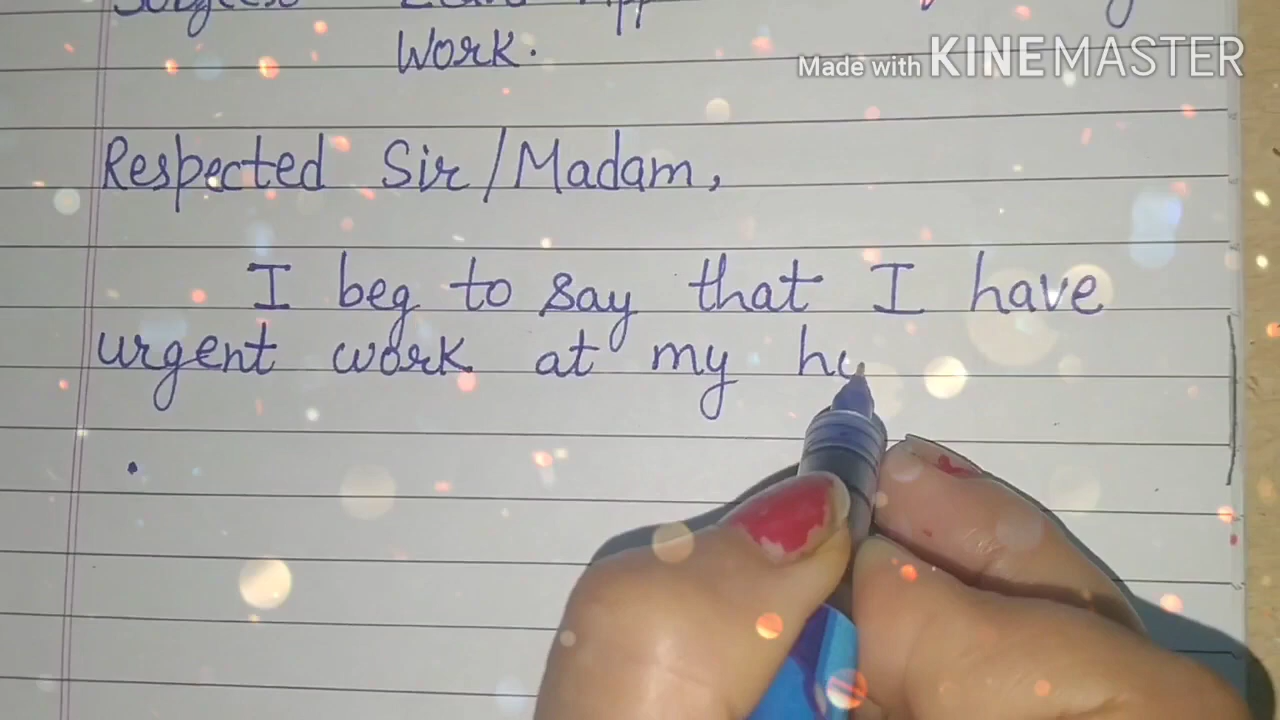 Work.
Made with KINEMASTER
Respected Sir/Madam,
I beg to say that I have
urgent work at my